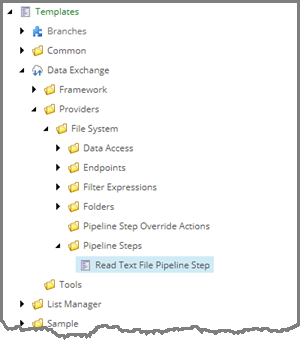 Templates
Branches
Common
Data Exchange
Framework
Providers
File System
Data Access
Endpoints
Filter Expressions
Folders
Pipeline Step Override Actions
Pipeline Steps
Read Text File Pipeline Step
Tools
List Manager
Sample